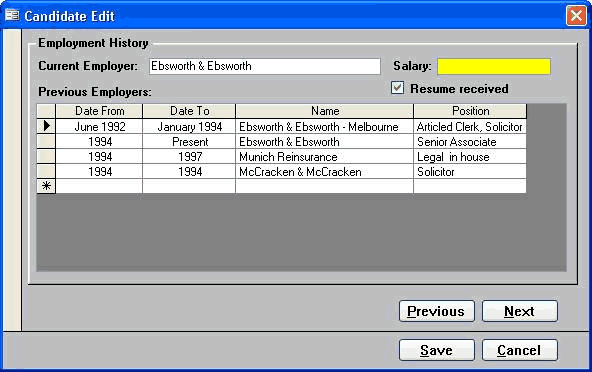 Candidate Edit
Employment History
Current Employer: Ebsworth & Ebsworth Salary:
Previous Employers: Resume received
Date From Date To Name Position
June 1992 January 1994 Ebsworth & Ebsworth - Melbourne Articled Clerk, Solicitor
1994 Present Ebsworth & Ebsworth Senior Associate
1994 1997 Munich Reinsurance Legal in house
1994 1994 McCracken & McCracken Solicitor
Previous Next
Save Cancel